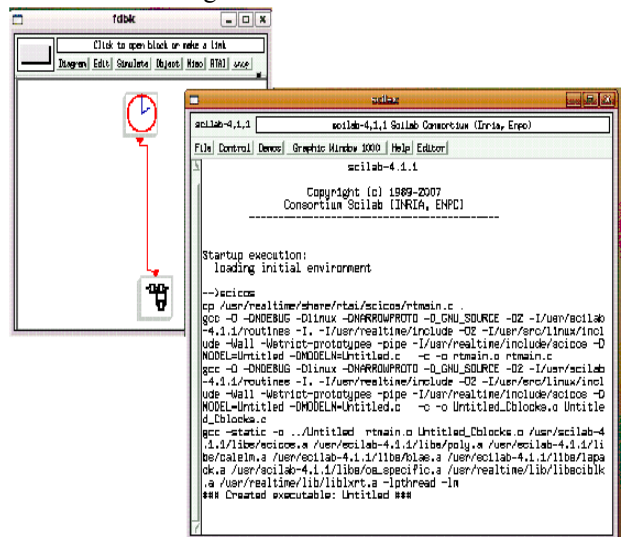 fdbk
Click to open block or make a link
Diagram Edit Simulate Object Misc RTAI
scilab-4.1.1 scilab-4.1.1 Scilab Consortium (Inria, Enpc)
File Control Demos Graphic Window 1000 Help Editor
scilab-4.1.1
Copyright (c) 1989-2007
Consortium Scilab (INRIA, ENPC)
Startup execution:
loading initial environment
-->scicos
cp /usr/realtime/share/rtai/scicos/rtmain.c .
gcc -O -DNDEBUG -Dlinux -DNARROWPROTO -D_GNU_SOURCE -O2 -I/usr/scilab
-4.1.1/routines -I. -I/usr/realtime/include -O2 -I/usr/src/linux/incl
ude -Wall -Wstrict-prototypes -pipe -I/usr/realtime/include/scicos -D
MODEL=Untitled -DMODELN=Untitled.c -c -o rtmain.o rtmain.c
gcc -O -DNDEBUG -Dlinux -DNARROWPROTO -D_GNU_SOURCE -O2 -I/usr/scilab
-4.1.1/routines -I. -I/usr/realtime/include -O2 -I/usr/src/linux/incl
ude -Wall -Wstrict-prototypes -pipe -I/usr/realtime/include/scicos -D
MODEL=Untitled -DMODELN=Untitled.c -c -o Untitled_Cblocks.o Untitle
d_Cblocks.c
gcc -static -o ../Untitled rtmain.o Untitled_Cblocks.o /usr/scilab-4
.1.1/libs/scicos.a /usr/scilab-4.1.1/libs/poly.a /usr/scilab-4.1.1/li
bs/calelm.a /usr/scilab-4.1.1/libs/blas.a /usr/scilab-4.1.1/libs/lapa
ck.a /usr/scilab-4.1.1/libs/os_specific.a /usr/realtime/lib/libsciblk
.a /usr/realtime/lib/liblxrt.a -lpthread -lm
### Created executable: Untitled ###